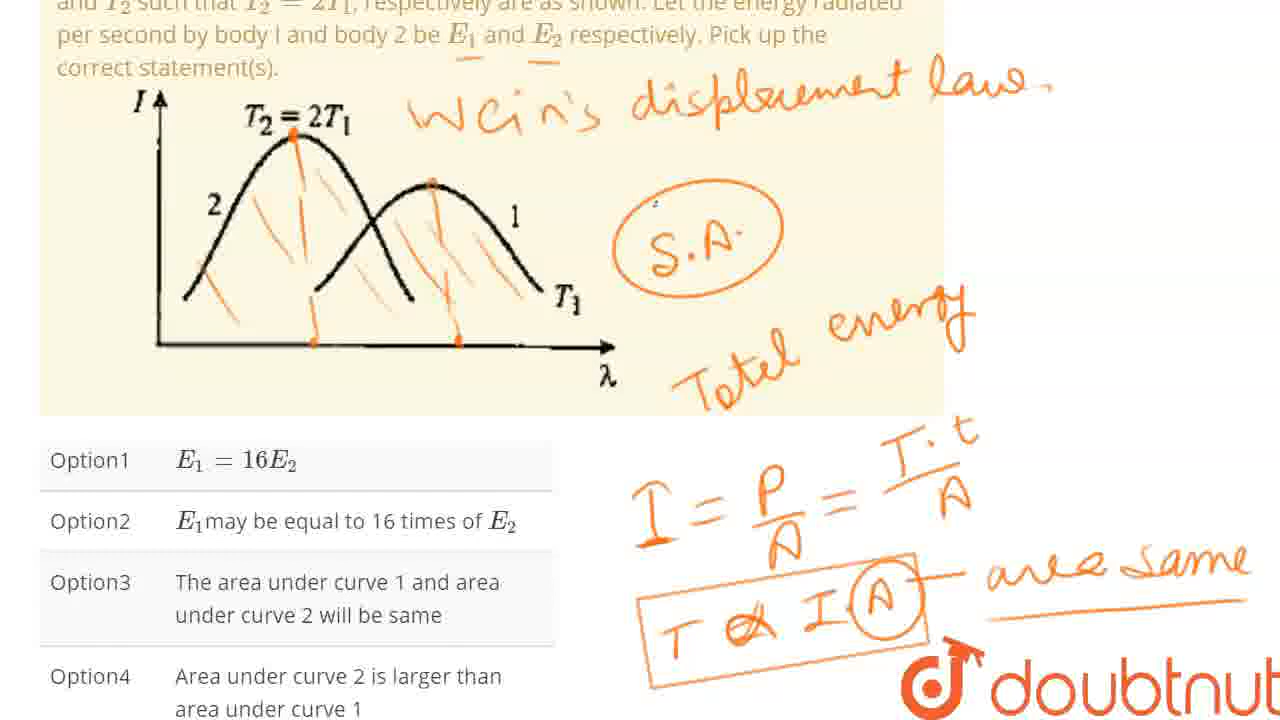 and T₂ such that T₂ = 2T₁, respectively are as shown. Let the energy radiated
per second by body I and body 2 be E₁ and E₂ respectively. Pick up the
correct statement(s).
I
T₂ = 2T₁
Wein's displacement law.
2
1
S.A.
T₁
λ
Total energy
Option1 E₁ = 16E₂
I = P/A = T.t/A
Option2 E₁may be equal to 16 times of E₂
Option3 The area under curve 1 and area
under curve 2 will be same
T α I.A — area same
Option4 Area under curve 2 is larger than
area under curve 1
doubtnut